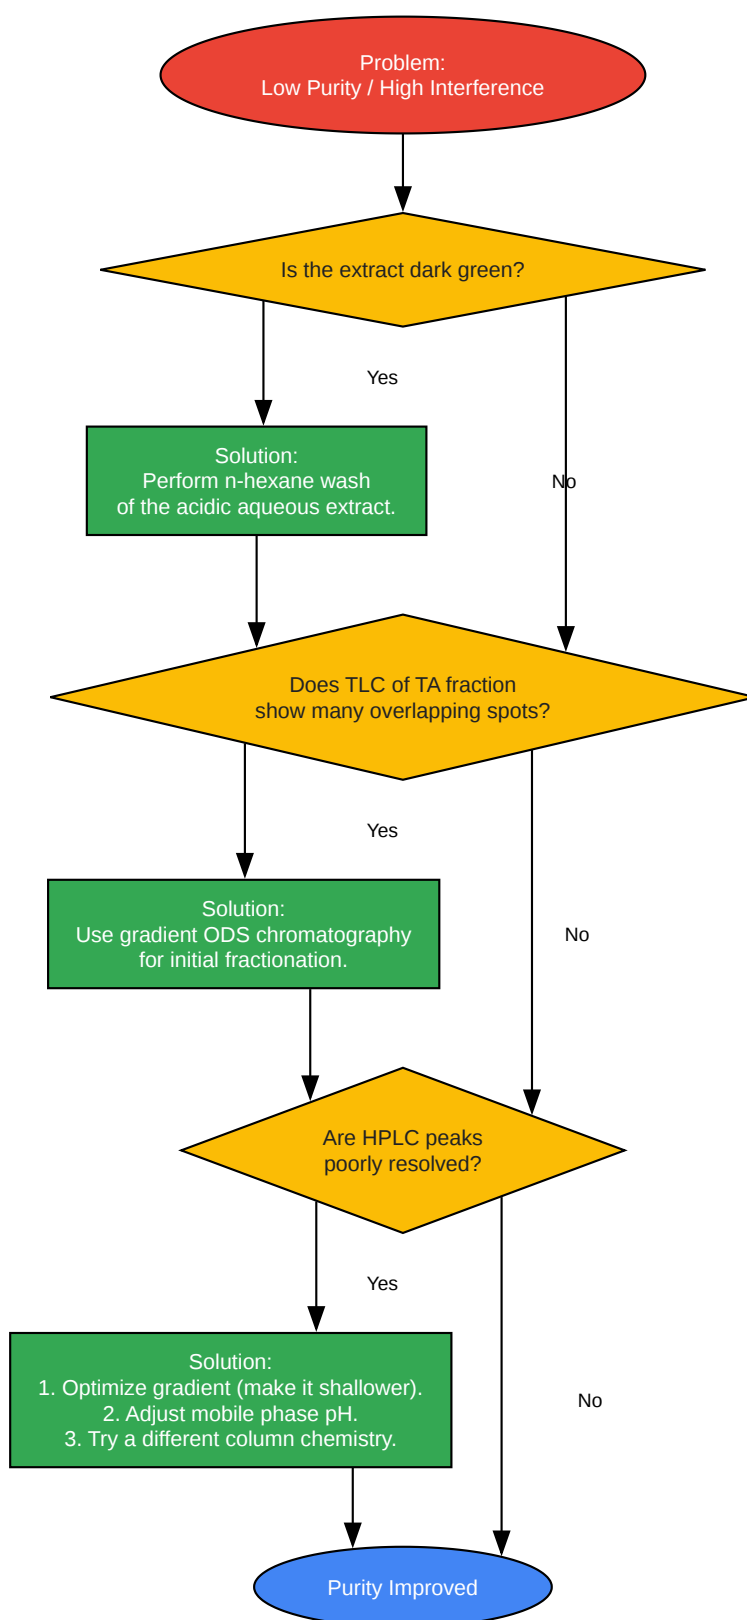 Problem:
Low Purity / High Interference
Is the extract dark green?
Yes
Solution:
Perform n-hexane wash
of the acidic aqueous extract.
No
Does TLC of TA fraction
show many overlapping spots?
Yes
Solution:
Use gradient ODS chromatography
for initial fractionation.
No
Are HPLC peaks
poorly resolved?
Yes
Solution:
1. Optimize gradient (make it shallower).
2. Adjust mobile phase pH.
3. Try a different column chemistry.
No
Purity Improved